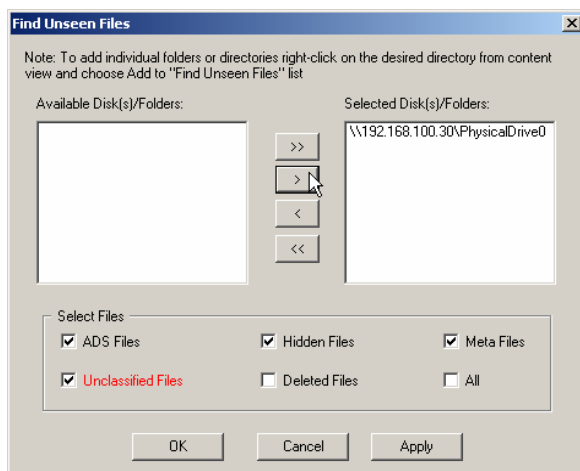 Find Unseen Files
Note: To add individual folders or directories right-click on the desired directory from content
view and choose Add to "Find Unseen Files" list
Available Disk(s)/Folders:
Selected Disk(s)/Folders:
\\192.168.100.30\PhysicalDrive0
>>
>
<
<<
Select Files
ADS Files
Hidden Files
Meta Files
Unclassified Files
Deleted Files
All
OK
Cancel
Apply